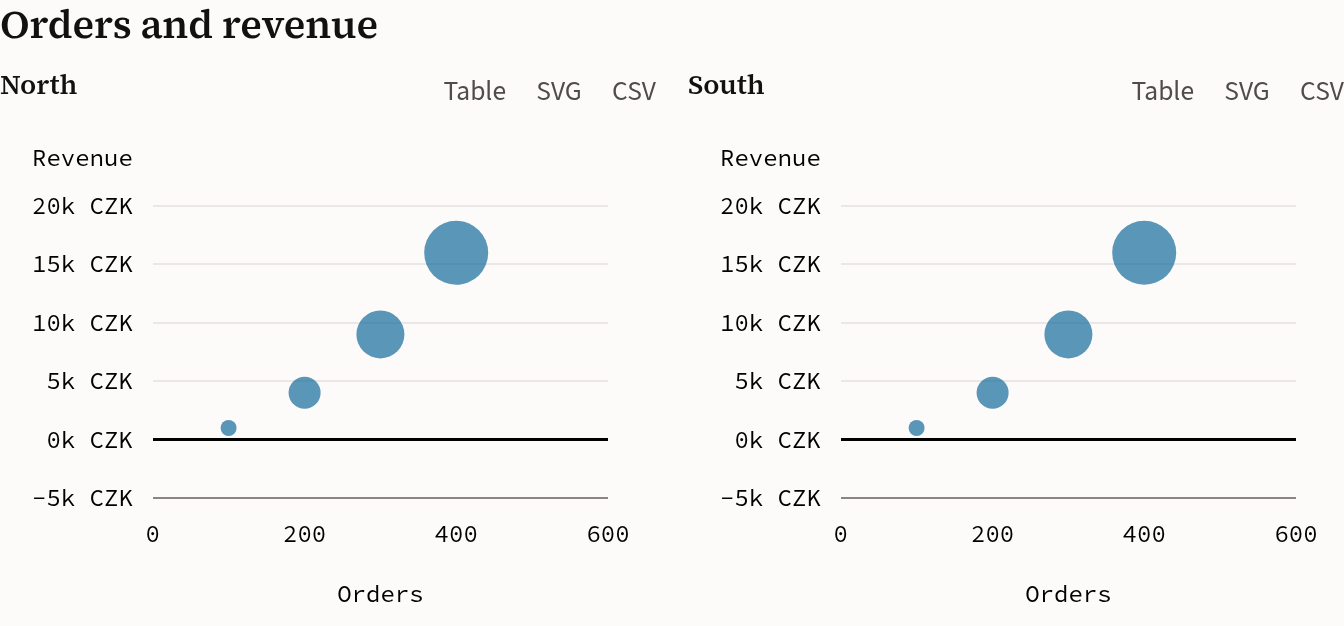 Orders and revenue
North
Table SVG CSV
Revenue
20k CZK
15k CZK
10k CZK
5k CZK
0k CZK
−5k CZK
0 200 400 600
Orders
South
Table SVG CSV
Revenue
20k CZK
15k CZK
10k CZK
5k CZK
0k CZK
−5k CZK
0 200 400 600
Orders